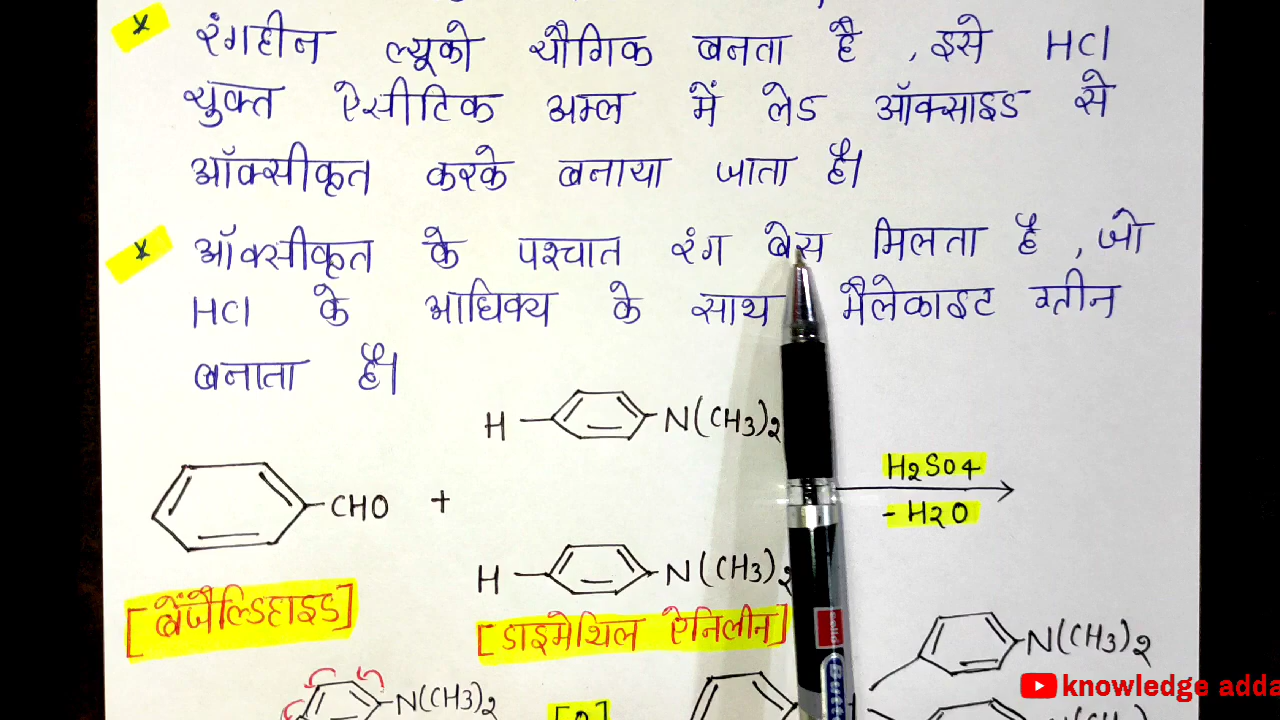 रंगहीन ल्यूको यौगिक बनता है , इसे HCl
युक्त ऐसीटिक अम्ल में लेड ऑक्साइड से
ऑक्सीकृत करके बनाया जाता है।
ऑक्सीकृत के पश्चात रंग बेस मिलता है , जो
HCl के आधिक्य के साथ मैलेकाइट ग्रीन
बनाता है।
H N(CH3)2
H2SO4
CHO +
- H2O
H N(CH3)2
[बेंजैल्डिहाइड]
[डाइमेथिल ऐनिलीन]
N(CH3)2
N(CH3)2
knowledge adda